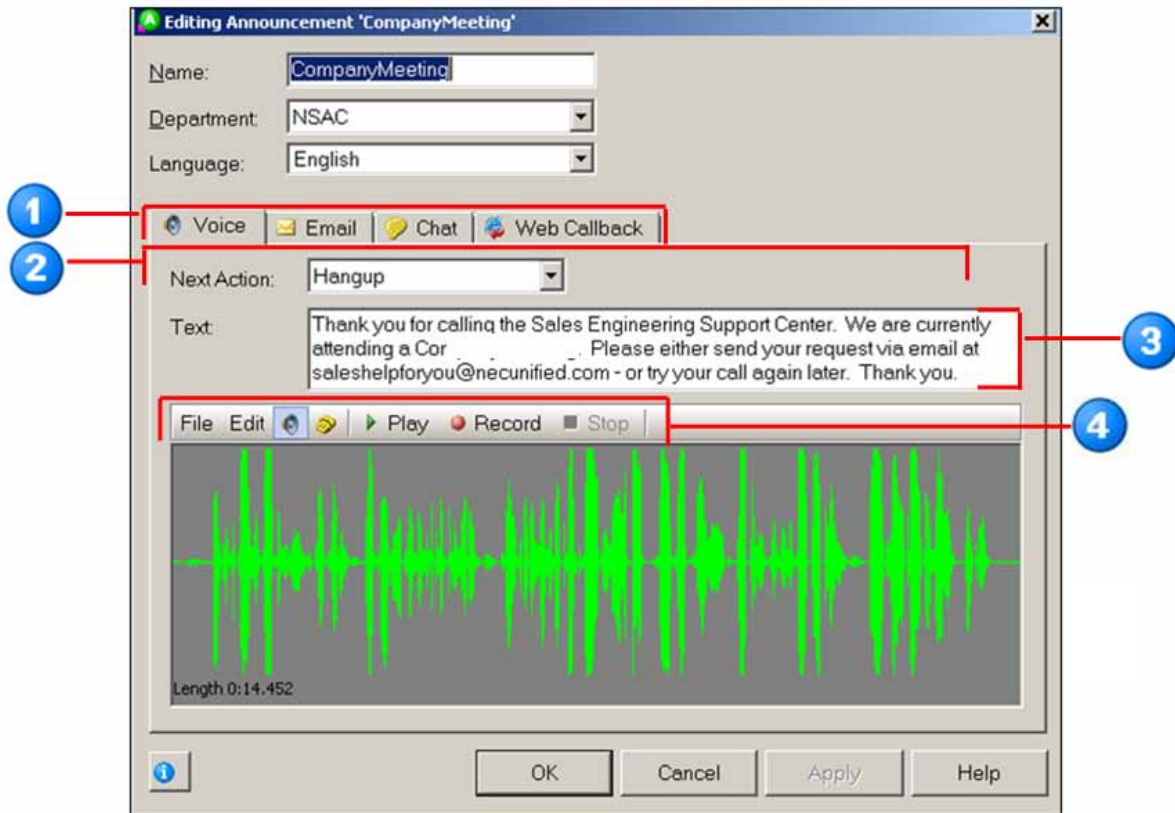 Editing Announcement 'CompanyMeeting'
Name: CompanyMeeting
Department: NSAC
Language: English
1
Voice Email Chat Web Callback
2
Next Action: Hangup
Text: Thank you for calling the Sales Engineering Support Center. We are currently
attending a Please either send your request via email at
saleshelpforyou@necunified.com - or try your call again later. Thank you.
3
File Edit Play Record Stop
4
Length 0:14.452
OK Cancel Apply Help